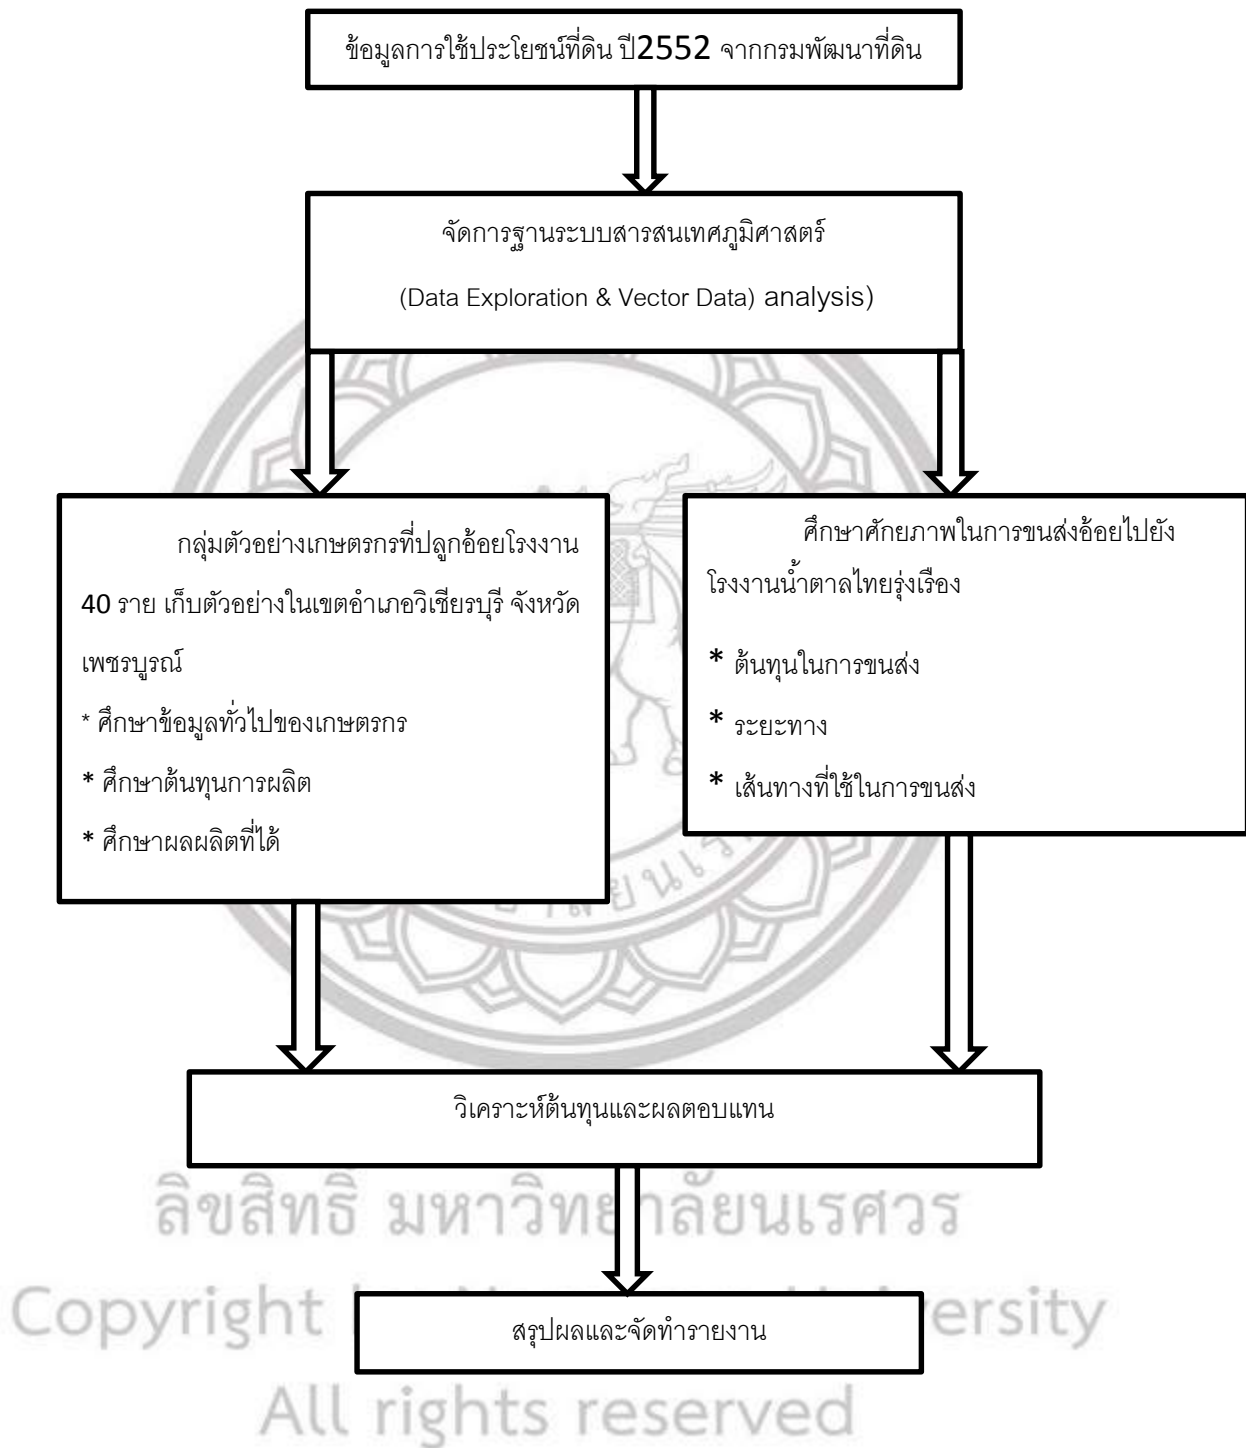 ข้อมูลการใช้ประโยชน์ที่ดิน ปี2552 จากกรมพัฒนาที่ดิน
จัดการฐานระบบสารสนเทศภูมิศาสตร์
(Data Exploration & Vector Data) analysis)
กลุ่มตัวอย่างเกษตรกรที่ปลูกอ้อยโรงงาน
40 ราย เก็บตัวอย่างในเขตอำเภอวิเชียรบุรี จังหวัด
เพชรบูรณ์
* ศึกษาข้อมูลทั่วไปของเกษตรกร
* ศึกษาต้นทุนการผลิต
* ศึกษาผลผลิตที่ได้
ศึกษาศักยภาพในการขนส่งอ้อยไปยัง
โรงงานน้ำตาลไทยรุ่งเรือง
* ต้นทุนในการขนส่ง
* ระยะทาง
* เส้นทางที่ใช้ในการขนส่ง
วิเคราะห์ต้นทุนและผลตอบแทน
ลิขสิทธิ์ มหาวิทยาลัยนเรศวร
Copyright
สรุปผลและจัดทำรายงาน
All rights reserved